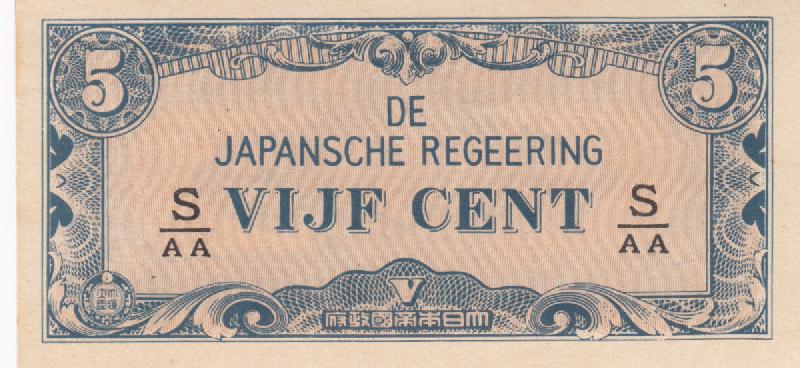 5 5
DE
JAPANSCHE REGEERING
S VIJF CENT S
AA AA
V
大日本帝國政府